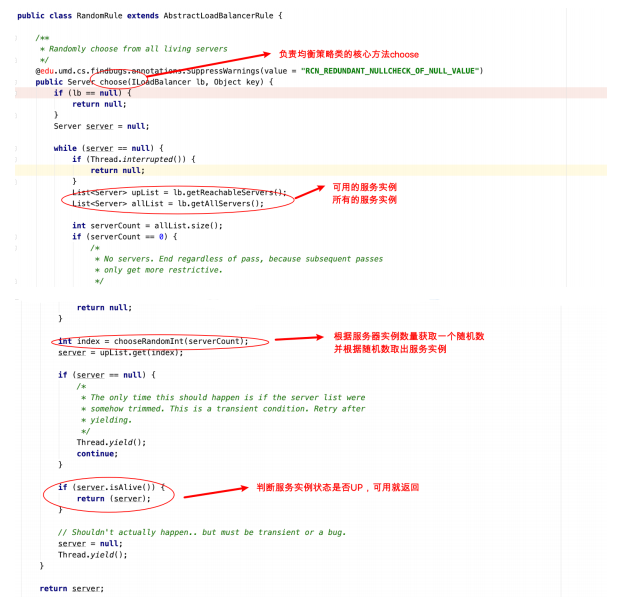 public class RandomRule extends AbstractLoadBalancerRule {
/**
* Randomly choose from all living servers
*/
负责均衡策略类的核心方法choose
@edu.umd.cs.findbugs.annotations.SuppressWarnings(value = "RCN_REDUNDANT_NULLCHECK_OF_NULL_VALUE")
public Server choose(ILoadBalancer lb, Object key) {
if (lb == null) {
return null;
}
Server server = null;
while (server == null) {
if (Thread.interrupted()) {
return null;
}
List<Server> upList = lb.getReachableServers();
List<Server> allList = lb.getAllServers();
可用的服务实例
所有的服务实例
int serverCount = allList.size();
if (serverCount == 0) {
/*
* No servers. End regardless of pass, because subsequent passes
* only get more restrictive.
*/
return null;
}
int index = chooseRandomInt(serverCount);
server = upList.get(index);
根据服务器实例数量获取一个随机数
并根据随机数取出服务实例
if (server == null) {
/*
* The only time this should happen is if the server list were
* somehow trimmed. This is a transient condition. Retry after
* yielding.
*/
Thread.yield();
continue;
}
if (server.isAlive()) {
return (server);
}
判断服务实例状态是否UP，可用就返回
// Shouldn't actually happen.. but must be transient or a bug.
server = null;
Thread.yield();
}
return server;